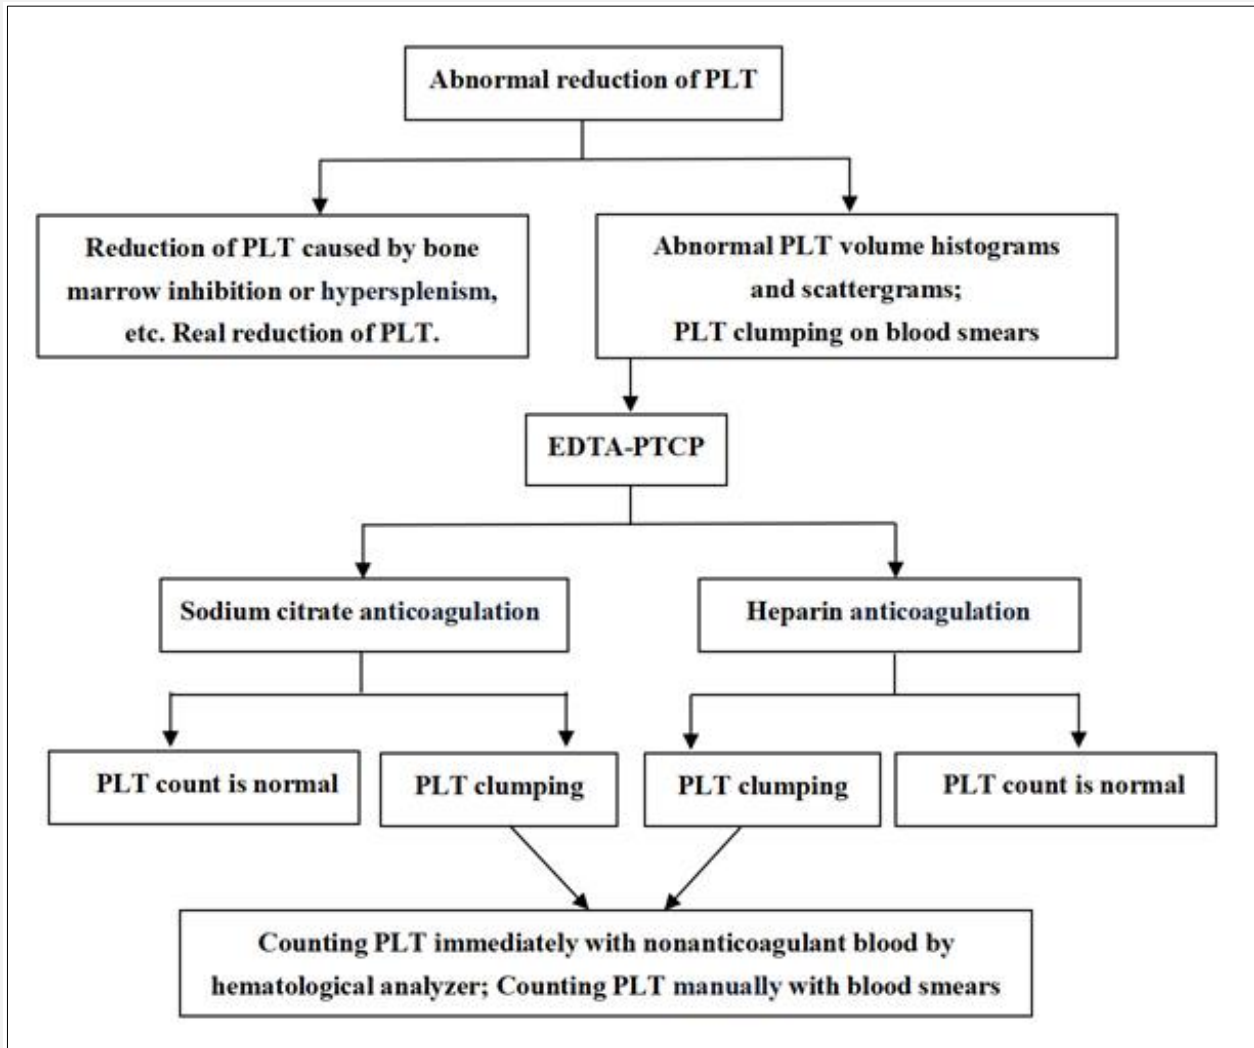 Abnormal reduction of PLT
Reduction of PLT caused by bone
marrow inhibition or hypersplenism,
etc. Real reduction of PLT.
Abnormal PLT volume histograms
and scattergrams;
PLT clumping on blood smears
EDTA-PTCP
Sodium citrate anticoagulation
Heparin anticoagulation
PLT count is normal
PLT clumping
PLT clumping
PLT count is normal
Counting PLT immediately with nonanticoagulant blood by
hematological analyzer; Counting PLT manually with blood smears